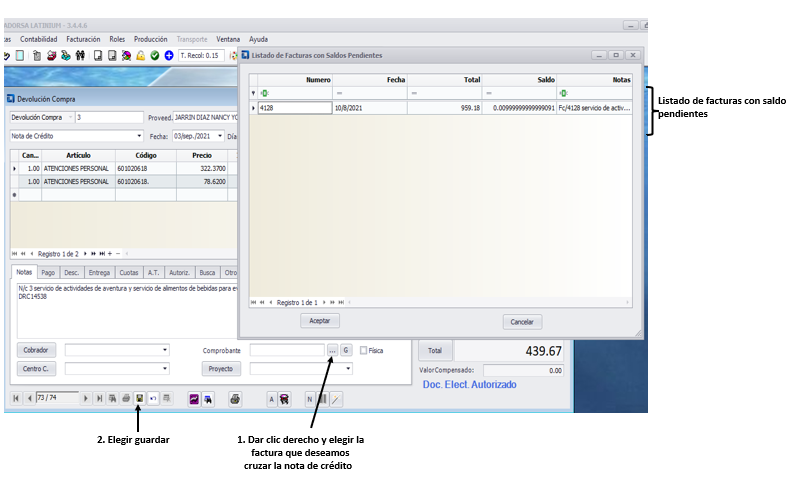 ADORSA LATIRIUM - 3.4.4.6
as Contabilidad Facturación Roles Producción Transporte Ventana Ayuda
T. Recol: 0.15
Listado de Facturas con Saldos Pendientes
Numero Fecha Total Saldo Notas
4128 10/8/2021 959.18 0.0099999999999091 Fc/4128 servicio de activ...
Registro 1 de 1
Aceptar Cancelar
Listado de facturas con saldo
pendientes
Devolución Compra
Devolución Compra 3 Proveed. JARRIN DIAZ NANCY YO
Nota de Crédito Fecha: 03/sep./2021 Día
Can... Artículo Código Precio
1.00 ATENCIONES PERSONAL 601020618 322.3700
1.00 ATENCIONES PERSONAL 601020618. 78.6200
Registro 1 de 2
Notas Pago Desc. Entrega Cuotas A.T. Autoriz. Busca Otro
N/c 3 servicio de actividades de aventura y servicio de alimentos de bebidas para e
DRC14538
Cobrador Comprobante ... G Física Total 439.67
Centro C. Proyecto ValorCompensado: 0.00
Doc. Elect. Autorizado
73 / 74 A N
2. Elegir guardar
1. Dar clic derecho y elegir la
factura que deseamos
cruzar la nota de crédito